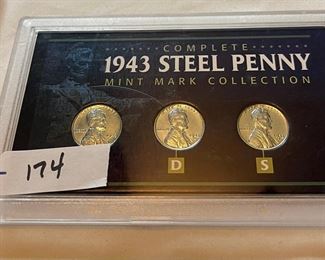 COMPLETE
1943 STEEL PENNY
MINT MARK COLLECTION
D S
174